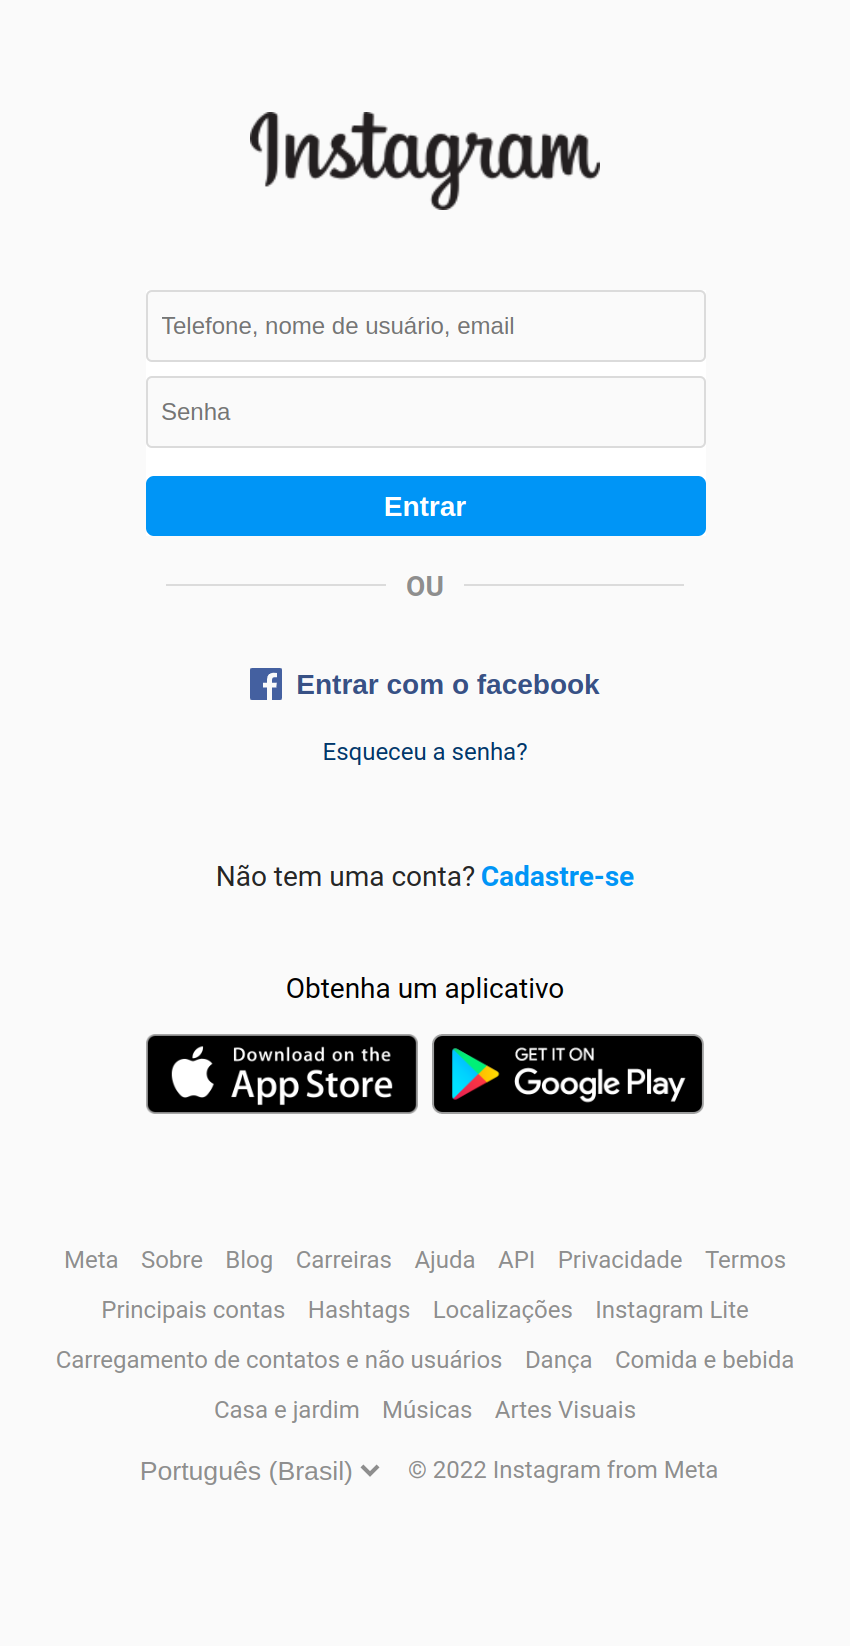 Instagram
Telefone, nome de usuário, email
Senha
Entrar
OU
Entrar com o facebook
Esqueceu a senha?
Não tem uma conta? Cadastre-se
Obtenha um aplicativo
Download on the
App Store
GET IT ON
Google Play
Meta Sobre Blog Carreiras Ajuda API Privacidade Termos
Principais contas Hashtags Localizações Instagram Lite
Carregamento de contatos e não usuários Dança Comida e bebida
Casa e jardim Músicas Artes Visuais
Português (Brasil) © 2022 Instagram from Meta